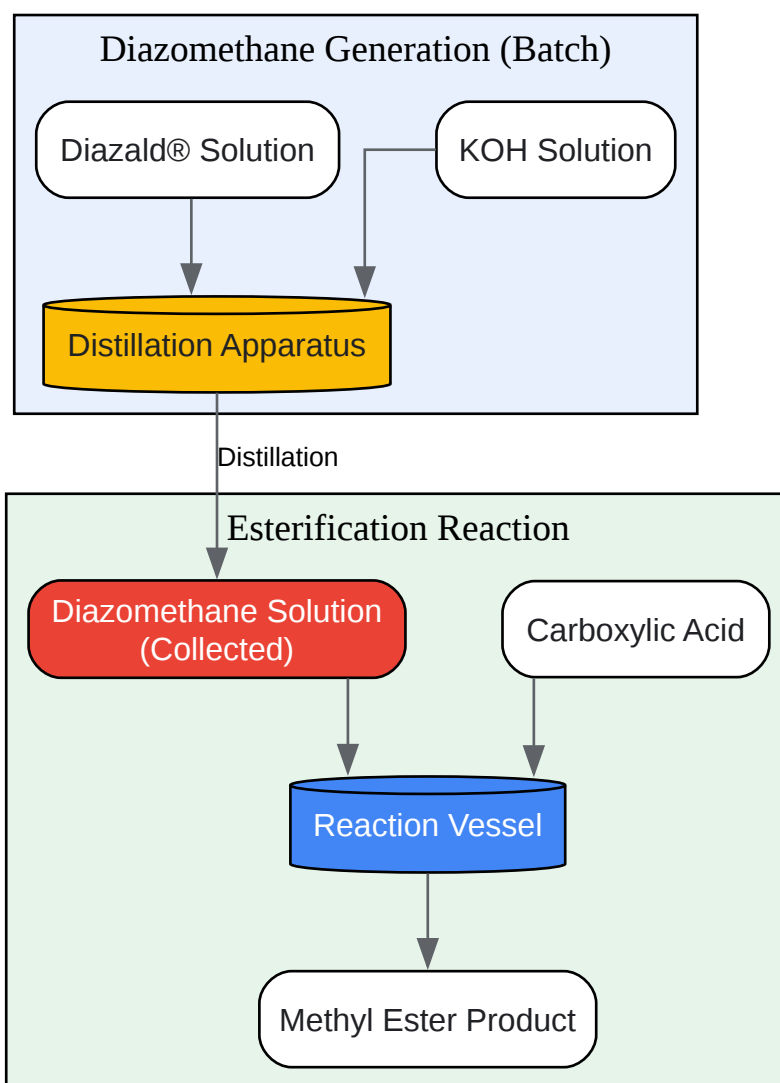 Diazomethane Generation (Batch)
Diazald® Solution
KOH Solution
Distillation Apparatus
Distillation
Esterification Reaction
Diazomethane Solution
(Collected)
Carboxylic Acid
Reaction Vessel
Methyl Ester Product